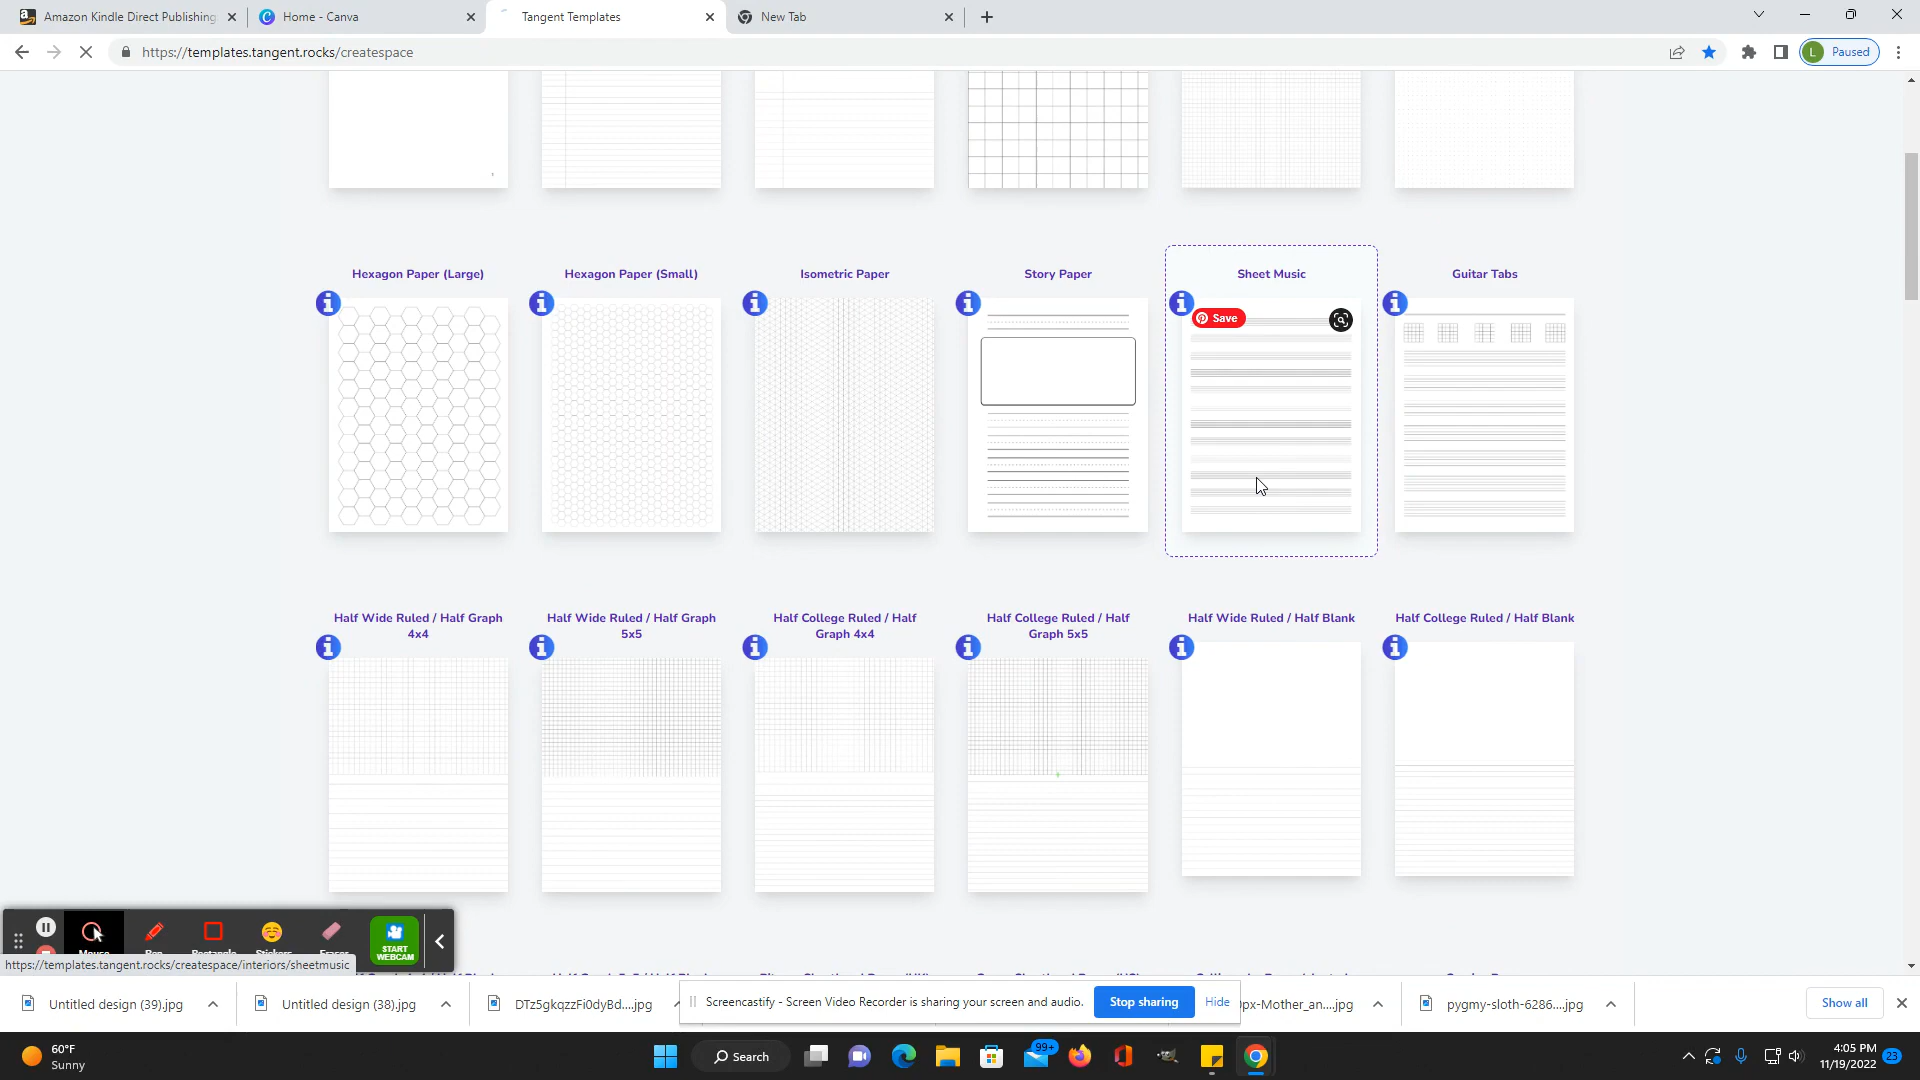 Amazon Kindle Direct Publishing
Home - Canva
Tangent Templates
New Tab
https://templates.tangent.rocks/createspace
L
Paused
Hexagon Paper (Large)
Hexagon Paper (Small)
Isometric Paper
Story Paper
Sheet Music
Guitar Tabs
Save
Half Wide Ruled / Half Graph
4x4
Half Wide Ruled / Half Graph
5x5
Half College Ruled / Half
Graph 4x4
Half College Ruled / Half
Graph 5x5
Half Wide Ruled / Half Blank
Half College Ruled / Half Blank
START
WEBCAM
https://templates.tangent.rocks/createspace/interiors/sheetmusic
Untitled design (39).jpg
Untitled design (38).jpg
DTz5gkqzzFi0dyBd....jpg
Screencastify - Screen Video Recorder is sharing your screen and audio.
Stop sharing
Hide
0px-Mother_an....jpg
pygmy-sloth-6286....jpg
Show all
60°F
Sunny
Search
99+
4:05 PM
11/19/2022
23